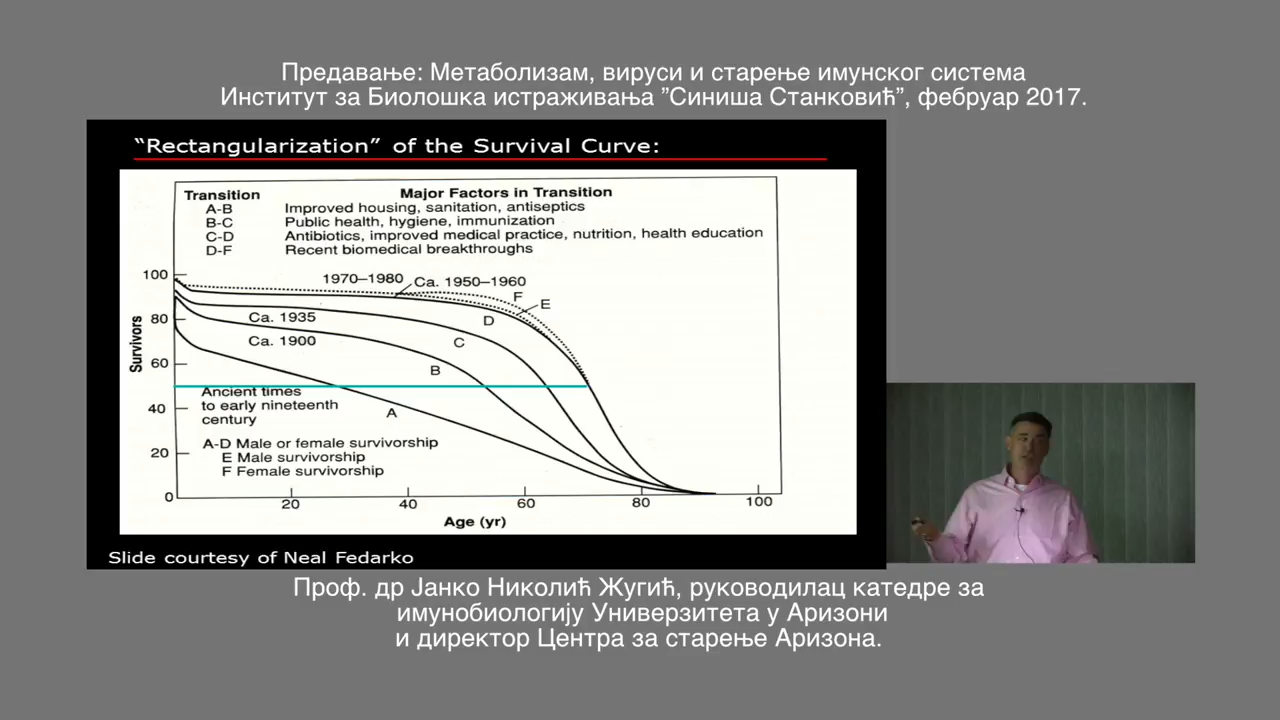 Предавање: Метаболизам, вируси и старење имунског система
Институт за Биолошка истраживања ”Синиша Станковић”, фебруар 2017.
“Rectangularization” of the Survival Curve:
Transition Major Factors in Transition
A-B Improved housing, sanitation, antiseptics
B-C Public health, hygiene, immunization
C-D Antibiotics, improved medical practice, nutrition, health education
D-F Recent biomedical breakthroughs
100
1970–1980 Ca. 1950–1960
F
E
80
Ca. 1935
D
Survivors
Ca. 1900
C
60
B
Ancient times
to early nineteenth
century
40
A
A-D Male or female survivorship
20
E Male survivorship
F Female survivorship
0
20 40 60 80 100
Age (yr)
Slide courtesy of Neal Fedarko
Проф. др Јанко Николић Жугић, руководилац катедре за
имунобиологију Универзитета у Аризони
и директор Центра за старење Аризона.